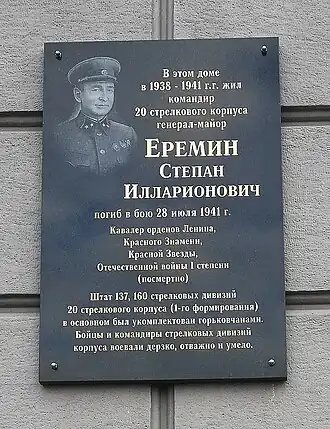 В этом доме
в 1938 - 1941 г.г. жил
командир
20 стрелкового корпуса
генерал-майор
ЕРЕМИН
СТЕПАН
ИЛЛАРИОНОВИЧ
погиб в бою 28 июля 1941 г.
Кавалер орденов Ленина,
Красного Знамени,
Красной Звезды,
Отечественной войны I степени
(посмертно)
Штат 137, 160 стрелковых дивизий
20 стрелкового корпуса (1-го формирования)
в основном был укомплектован горьковчанами.
Бойцы и командиры стрелковых дивизий
корпуса воевали дерзко, отважно и умело.